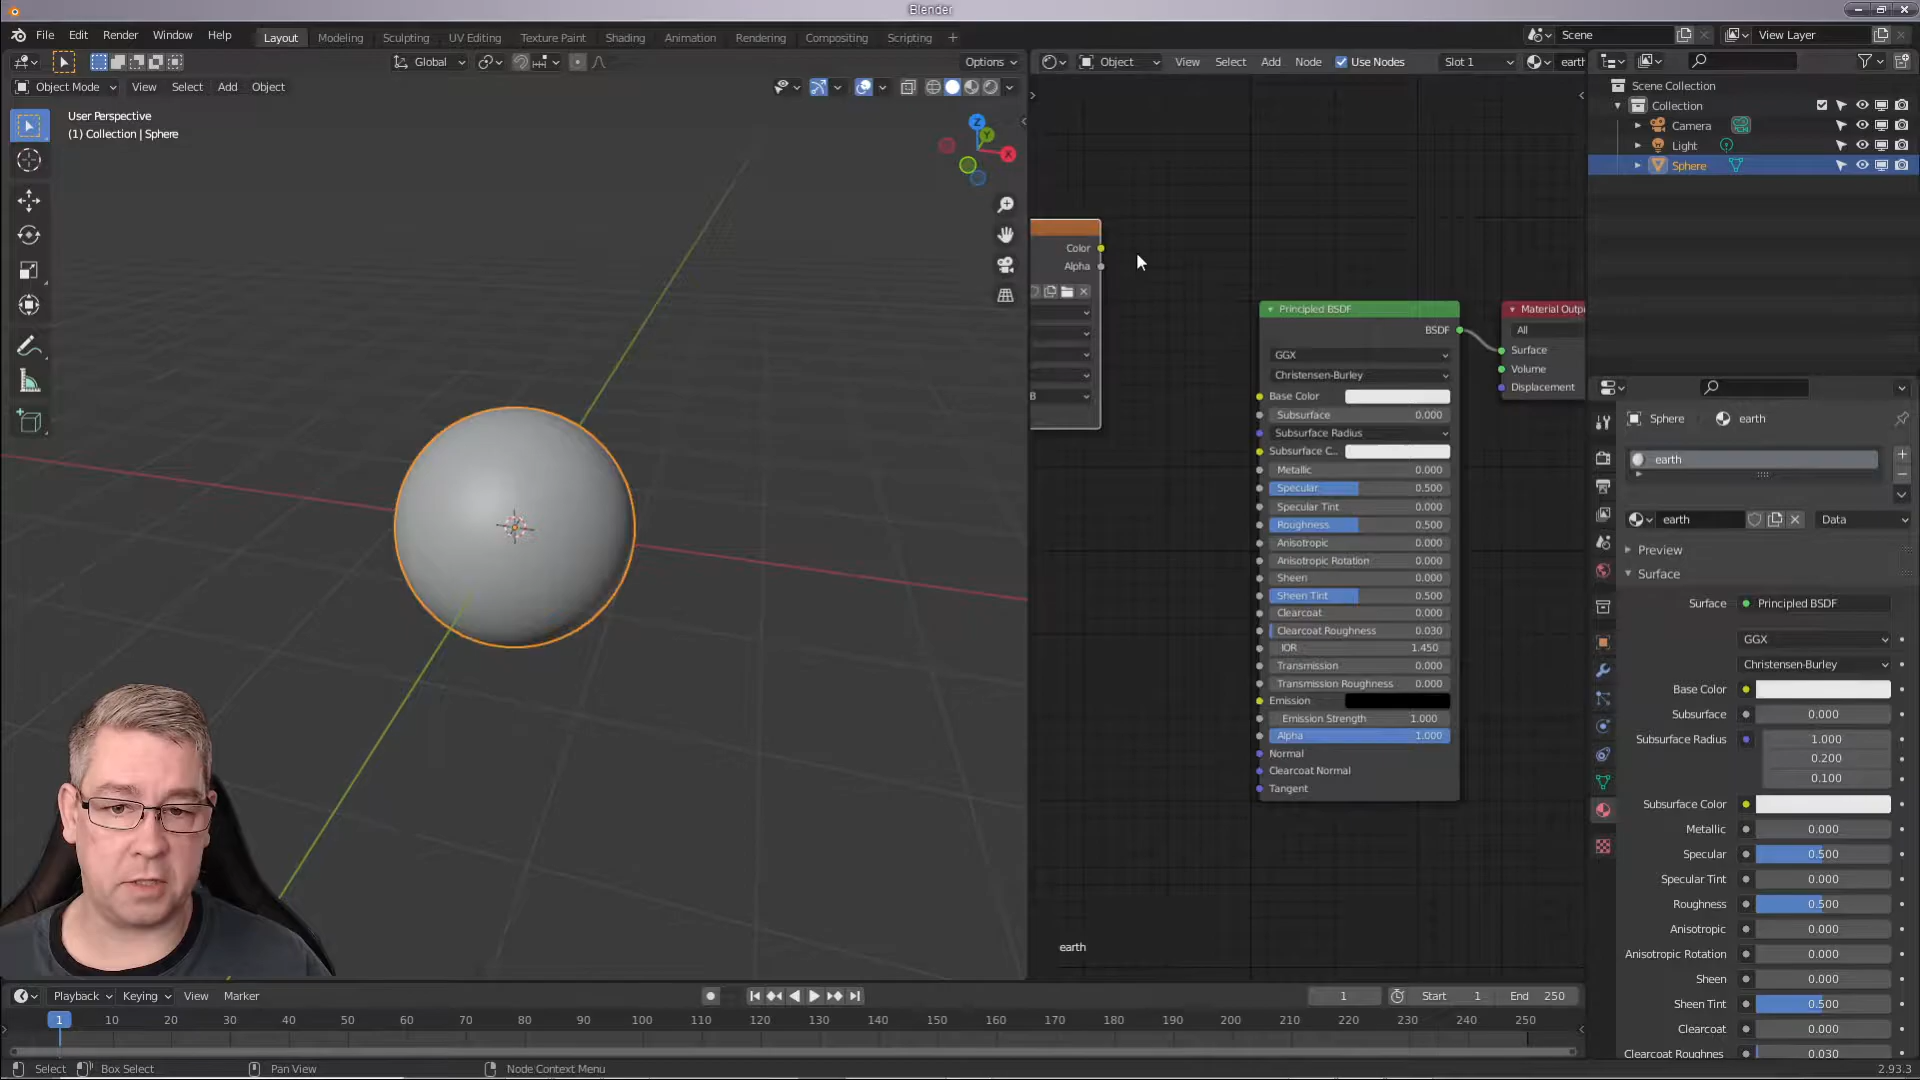 Blender
File Edit Render Window Help
Layout Modeling Sculpting UV Editing Texture Paint Shading Animation Rendering Compositing Scripting +
Scene
View Layer
Global
Options
Object View Select Add Node Use Nodes Slot 1 earth
Object Mode View Select Add Object
User Perspective
(1) Collection | Sphere
Z
Y
X
Scene Collection
Collection
Camera
Light
Sphere
Color
Alpha
B
Principled BSDF
BSDF
GGX
Christensen-Burley
Base Color
Subsurface 0.000
Subsurface Radius
Subsurface C..
Metallic 0.000
Specular 0.500
Specular Tint 0.000
Roughness 0.500
Anisotropic 0.000
Anisotropic Rotation 0.000
Sheen 0.000
Sheen Tint 0.500
Clearcoat 0.000
Clearcoat Roughness 0.030
IOR 1.450
Transmission 0.000
Transmission Roughness 0.000
Emission
Emission Strength 1.000
Alpha 1.000
Normal
Clearcoat Normal
Tangent
Material Outp
All
Surface
Volume
Displacement
earth
Sphere earth
earth
earth Data
Preview
Surface
Surface Principled BSDF
GGX
Christensen-Burley
Base Color
Subsurface 0.000
Subsurface Radius 1.000
0.200
0.100
Subsurface Color
Metallic 0.000
Specular 0.500
Specular Tint 0.000
Roughness 0.500
Anisotropic 0.000
Anisotropic Rotation 0.000
Sheen 0.000
Sheen Tint 0.500
Clearcoat 0.000
Clearcoat Roughnes 0.030
Playback Keying View Marker
1 Start 1 End 250
1 10 20 30 40 50 60 70 80 90 100 110 120 130 140 150 160 170 180 190 200 210 220 230 240 250
Select Box Select Pan View Node Context Menu
2.93.3